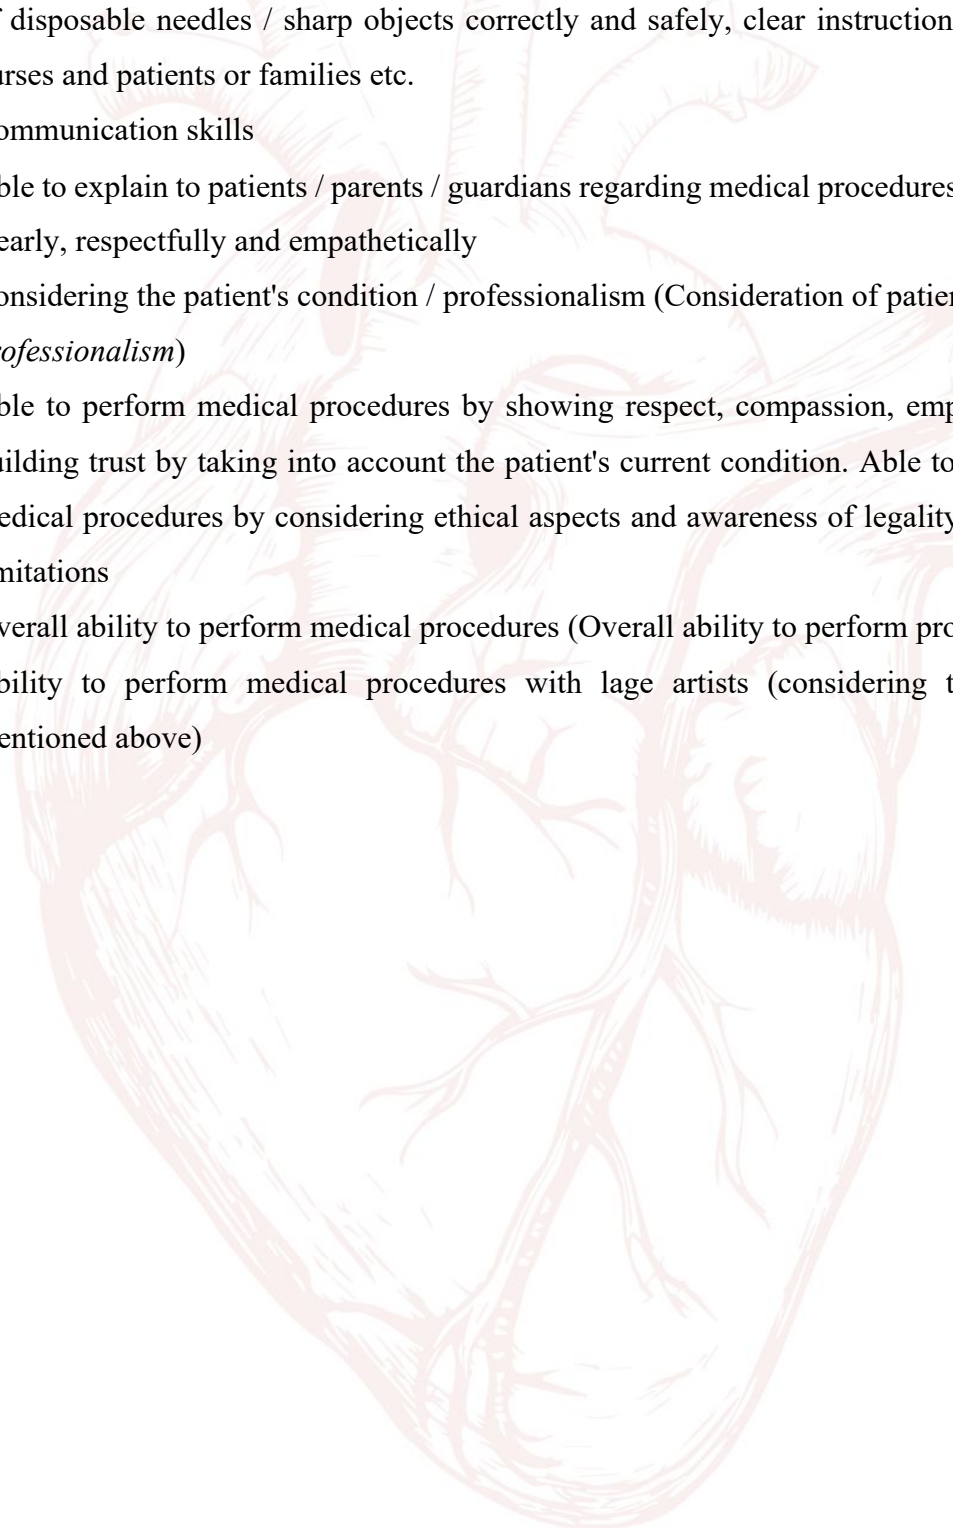 disposable needles / sharp objects correctly and safely, clear instruction
urses and patients or families etc.
ommunication skills
ble to explain to patients / parents / guardians regarding medical procedures
early, respectfully and empathetically
onsidering the patient's condition / professionalism (Consideration of patien
rofessionalism)
ble to perform medical procedures by showing respect, compassion, emp
uilding trust by taking into account the patient's current condition. Able to
edical procedures by considering ethical aspects and awareness of legality
mitations
verall ability to perform medical procedures (Overall ability to perform pro
bility to perform medical procedures with lage artists (considering t
entioned above)